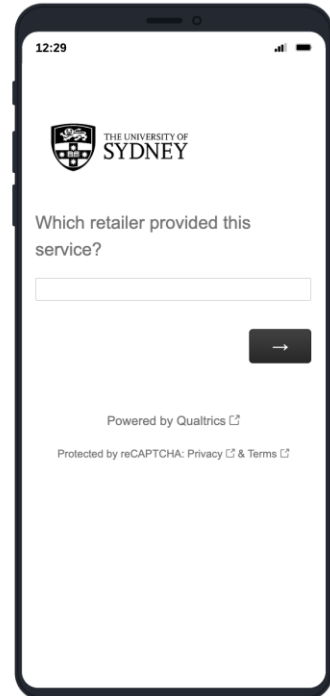 12:29
THE UNIVERSITY OF
SYDNEY
Which retailer provided this
service?
→
Powered by Qualtrics
Protected by reCAPTCHA: Privacy & Terms